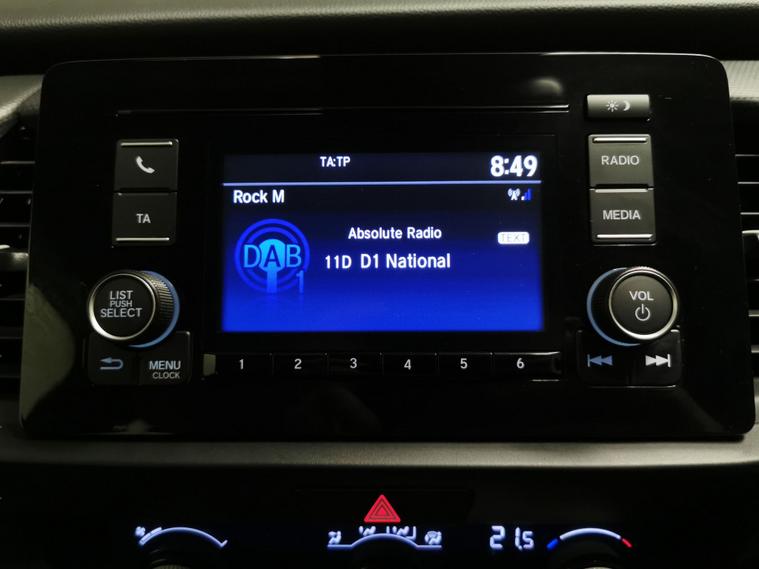 TA:TP
8:49
Rock M
Absolute Radio
TEXT
DAB
1
11D D1 National
TA
RADIO
MEDIA
LIST
PUSH
SELECT
VOL
MENU
CLOCK
1 2 3 4 5 6
21.5